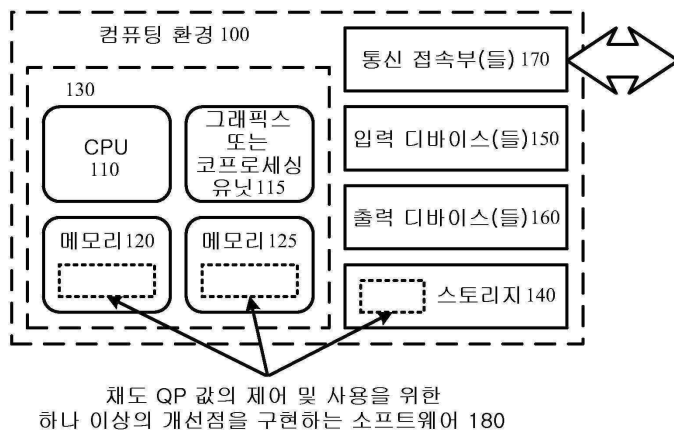 컴퓨팅 환경 100
130
CPU
110
그래픽스
또는
코프로세싱
유닛 115
메모리 120
메모리 125
통신 접속부(들) 170
입력 디바이스(들) 150
출력 디바이스(들) 160
스토리지 140
채도 QP 값의 제어 및 사용을 위한
하나 이상의 개선점을 구현하는 소프트웨어 180